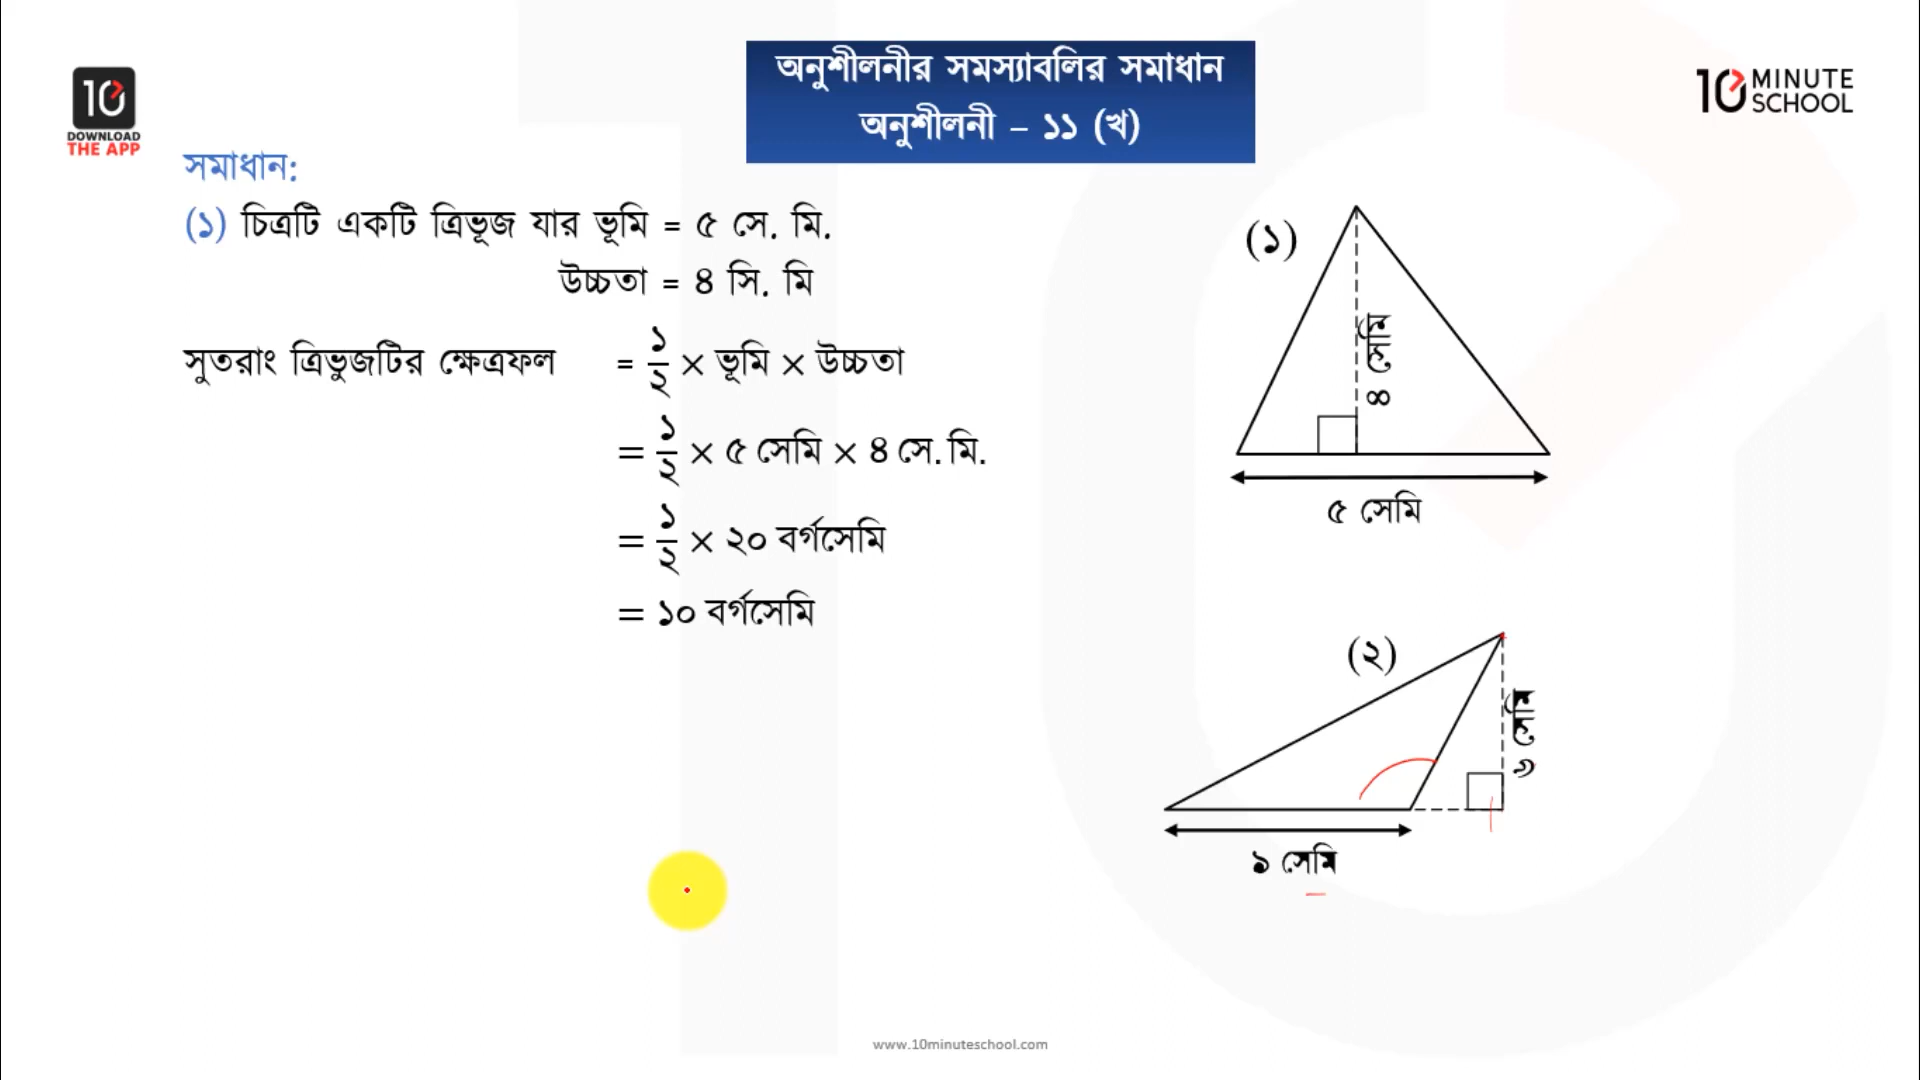 অনুশীলনীর সমস্যাবলির সমাধান
অনুশীলনী – ১১ (খ)
10
DOWNLOAD
THE APP
10 MINUTE
SCHOOL
সমাধান:
(১) চিত্রটি একটি ত্রিভূজ যার ভূমি = ৫ সে. মি.
উচ্চতা = ৪ সি. মি
সুতরাং ত্রিভুজটির ক্ষেত্রফল = ১/২ × ভূমি × উচ্চতা
= ১/২ × ৫ সেমি × ৪ সে. মি.
= ১/২ × ২০ বর্গসেমি
= ১০ বর্গসেমি
(১)
৪ সেমি
৫ সেমি
(২)
৬ সেমি
৯ সেমি
www.10minuteschool.com